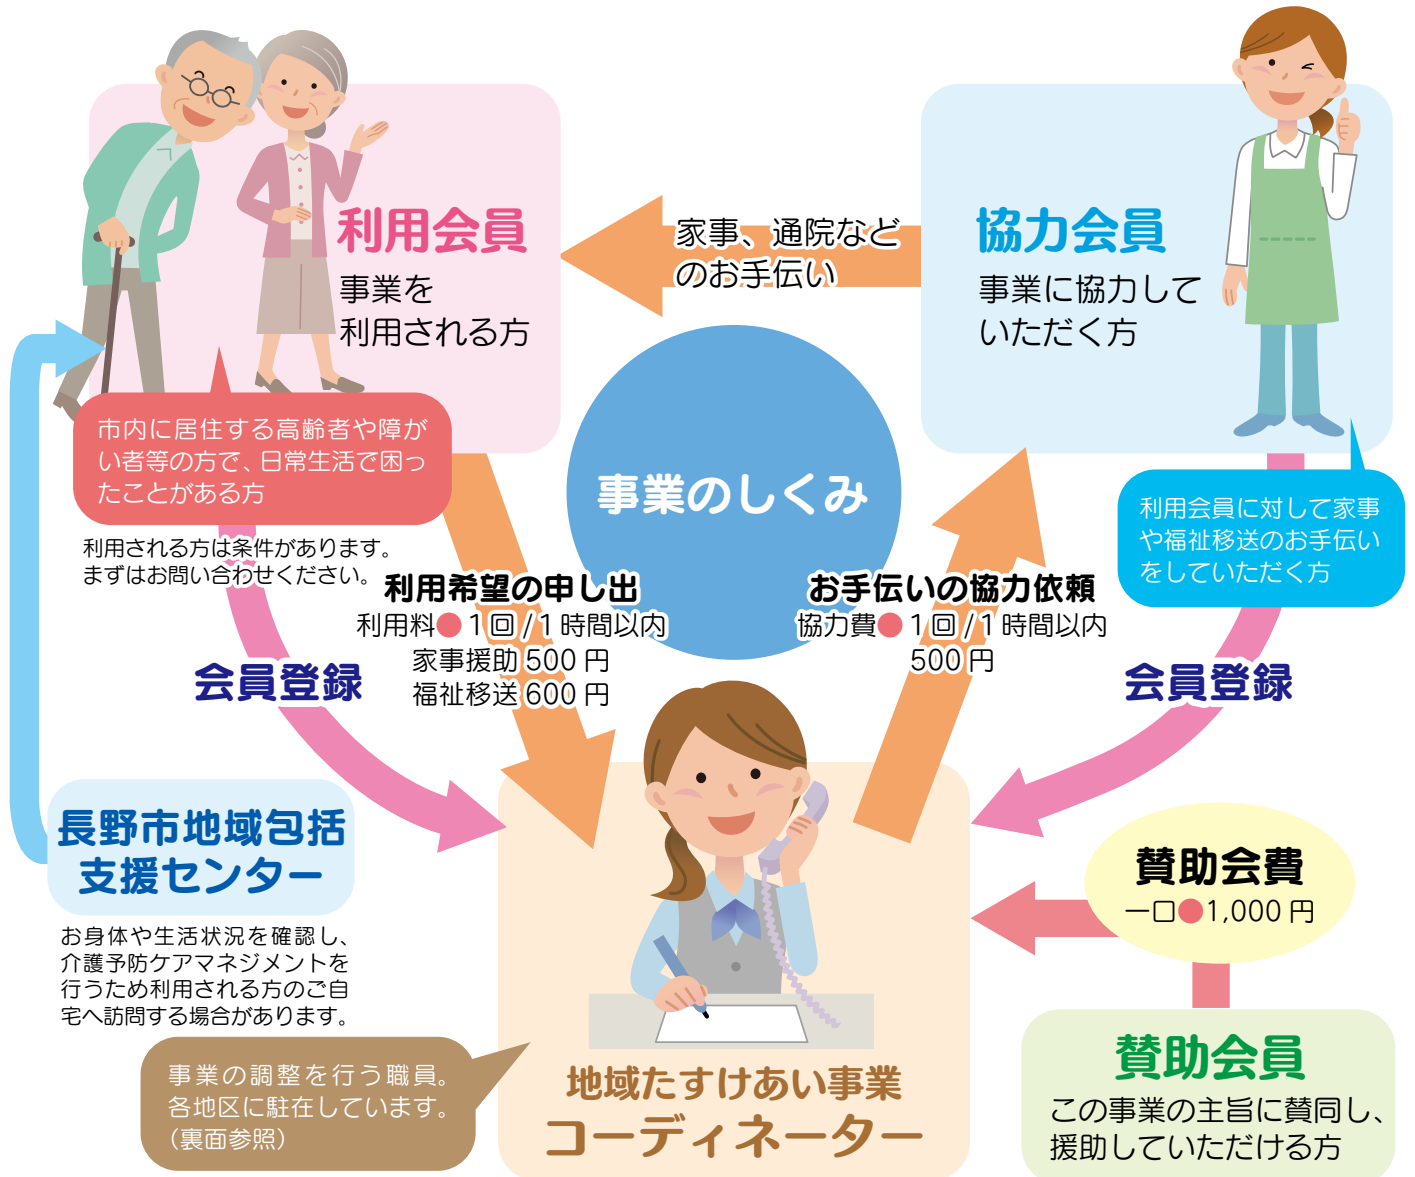 利用会員
事業を
利用される方
家事、通院など
のお手伝い
協力会員
事業に協力して
いただく方
市内に居住する高齢者や障が
い者等の方で、日常生活で困っ
たことがある方
利用される方は条件があります。
まずはお問い合わせください。
事業のしくみ
利用会員に対して家事
や福祉移送のお手伝い
をしていただく方
利用希望の申し出
利用料●1回/1時間以内
家事援助500円
福祉移送600円
お手伝いの協力依頼
協力費●1回/1時間以内
500円
会員登録
会員登録
長野市地域包括
支援センター
お身体や生活状況を確認し、
介護予防ケアマネジメントを
行うため利用される方のご自
宅へ訪問する場合があります。
賛助会費
一口●1,000円
事業の調整を行う職員。
各地区に駐在しています。
（裏面参照）
地域たすけあい事業
コーディネーター
賛助会員
この事業の主旨に賛同し、
援助していただける方